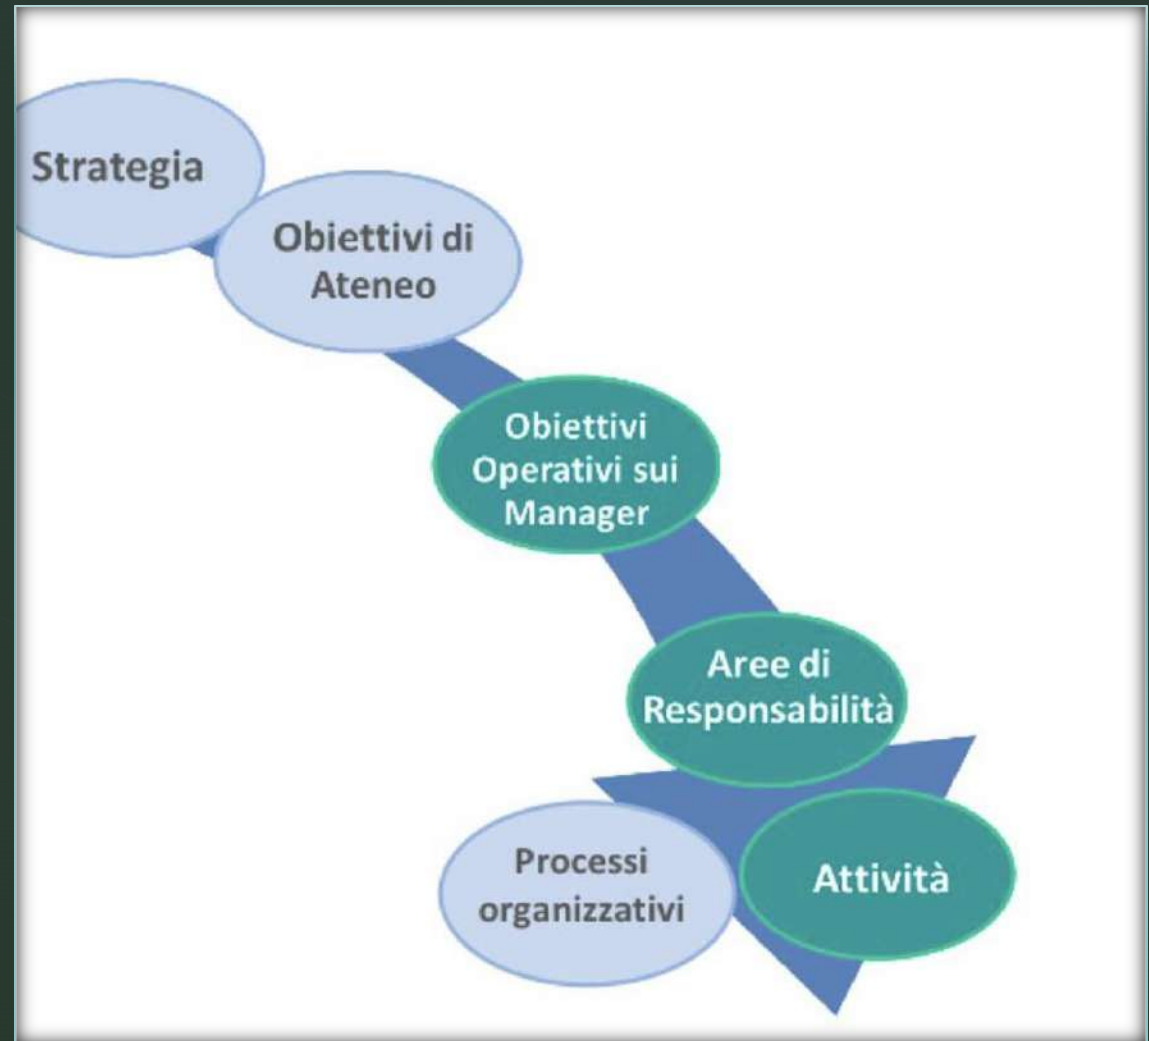 Strategia
Obiettivi di
Ateneo
Obiettivi
Operativi sui
Manager
Aree di
Responsabilità
Processi
organizzativi
Attività